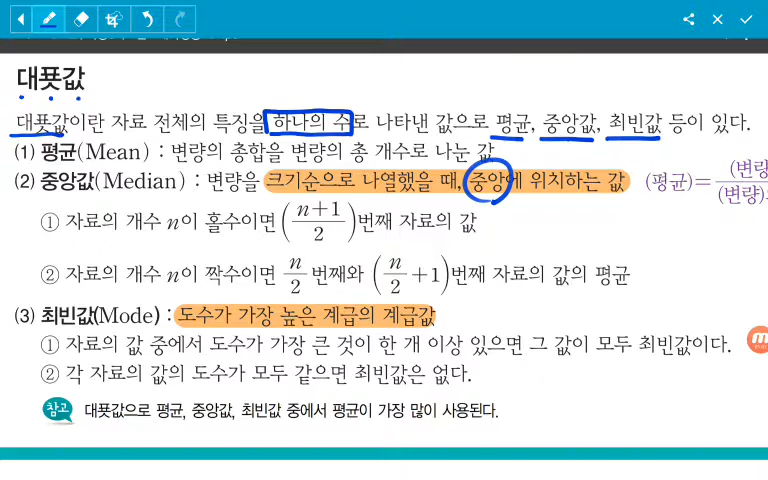 대푯값
대푯값이란 자료 전체의 특징을 하나의 수로 나타낸 값으로 평균, 중앙값, 최빈값 등이 있다.
(1) 평균(Mean) : 변량의 총합을 변량의 총 개수로 나눈 값
(2) 중앙값(Median) : 변량을 크기순으로 나열했을 때, 중앙에 위치하는 값 (평균)=(변량/(변량)
① 자료의 개수 n이 홀수이면 (n+1/2)번째 자료의 값
② 자료의 개수 n이 짝수이면 n/2번째와 (n/2+1)번째 자료의 값의 평균
(3) 최빈값(Mode) : 도수가 가장 높은 계급의 계급값
① 자료의 값 중에서 도수가 가장 큰 것이 한 개 이상 있으면 그 값이 모두 최빈값이다.
② 각 자료의 값의 도수가 모두 같으면 최빈값은 없다.
참고 대푯값으로 평균, 중앙값, 최빈값 중에서 평균이 가장 많이 사용된다.